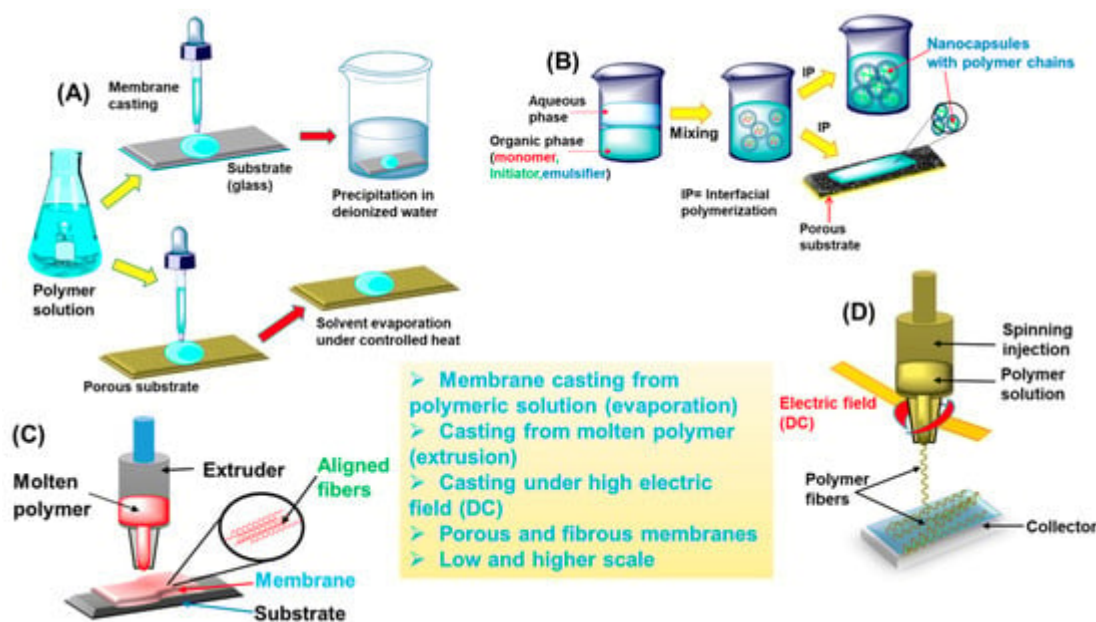 (A)
Membrane
casting
Substrate
(glass)
Precipitation in
deionized water
Polymer
solution
Porous substrate
Solvent evaporation
under controlled heat
(B)
Aqueous
phase
Organic phase
(monomer,
Initiator,emulsifier)
Mixing
IP
IP
Nanocapsules
with polymer chains
IP= Interfacial
polymerization
Porous
substrate
(C)
Extruder
Molten
polymer
Aligned
fibers
Membrane
Substrate
➢ Membrane casting from
polymeric solution (evaporation)
➢ Casting from molten polymer
(extrusion)
➢ Casting under high electric
field (DC)
➢ Porous and fibrous membranes
➢ Low and higher scale
(D)
Spinning
injection
Polymer
solution
Electric field
(DC)
Polymer
fibers
Collector